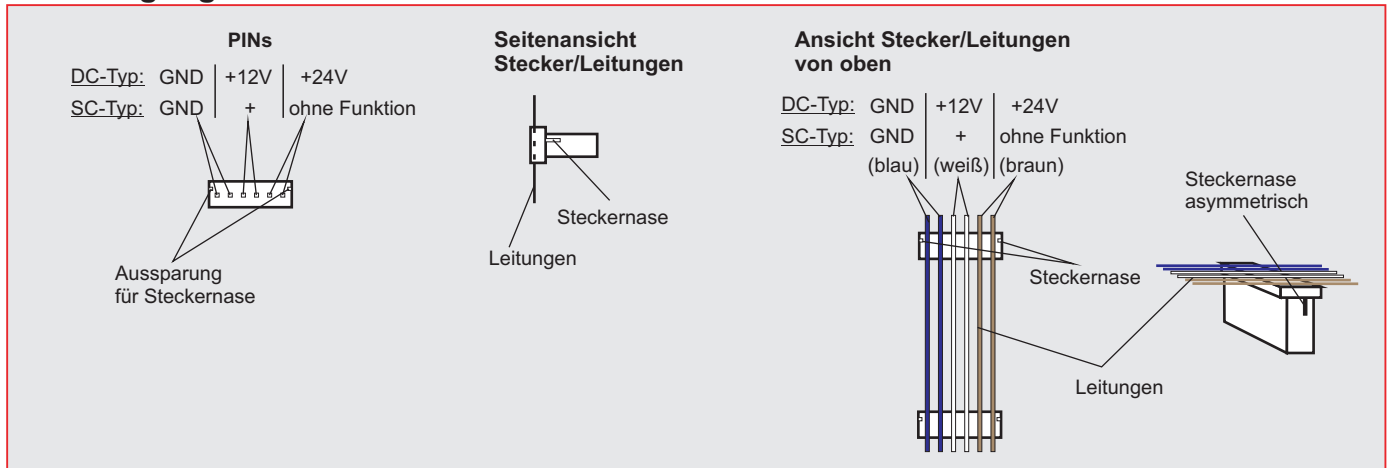 PINs
DC-Typ: GND +12V +24V
SC-Typ: GND + ohne Funktion
Aussparung
für Steckernase
Seitenansicht
Stecker/Leitungen
Steckernase
Leitungen
Ansicht Stecker/Leitungen
von oben
DC-Typ: GND +12V +24V
SC-Typ: GND + ohne Funktion
(blau) (weiß) (braun)
Steckernase
Leitungen
Steckernase
asymmetrisch